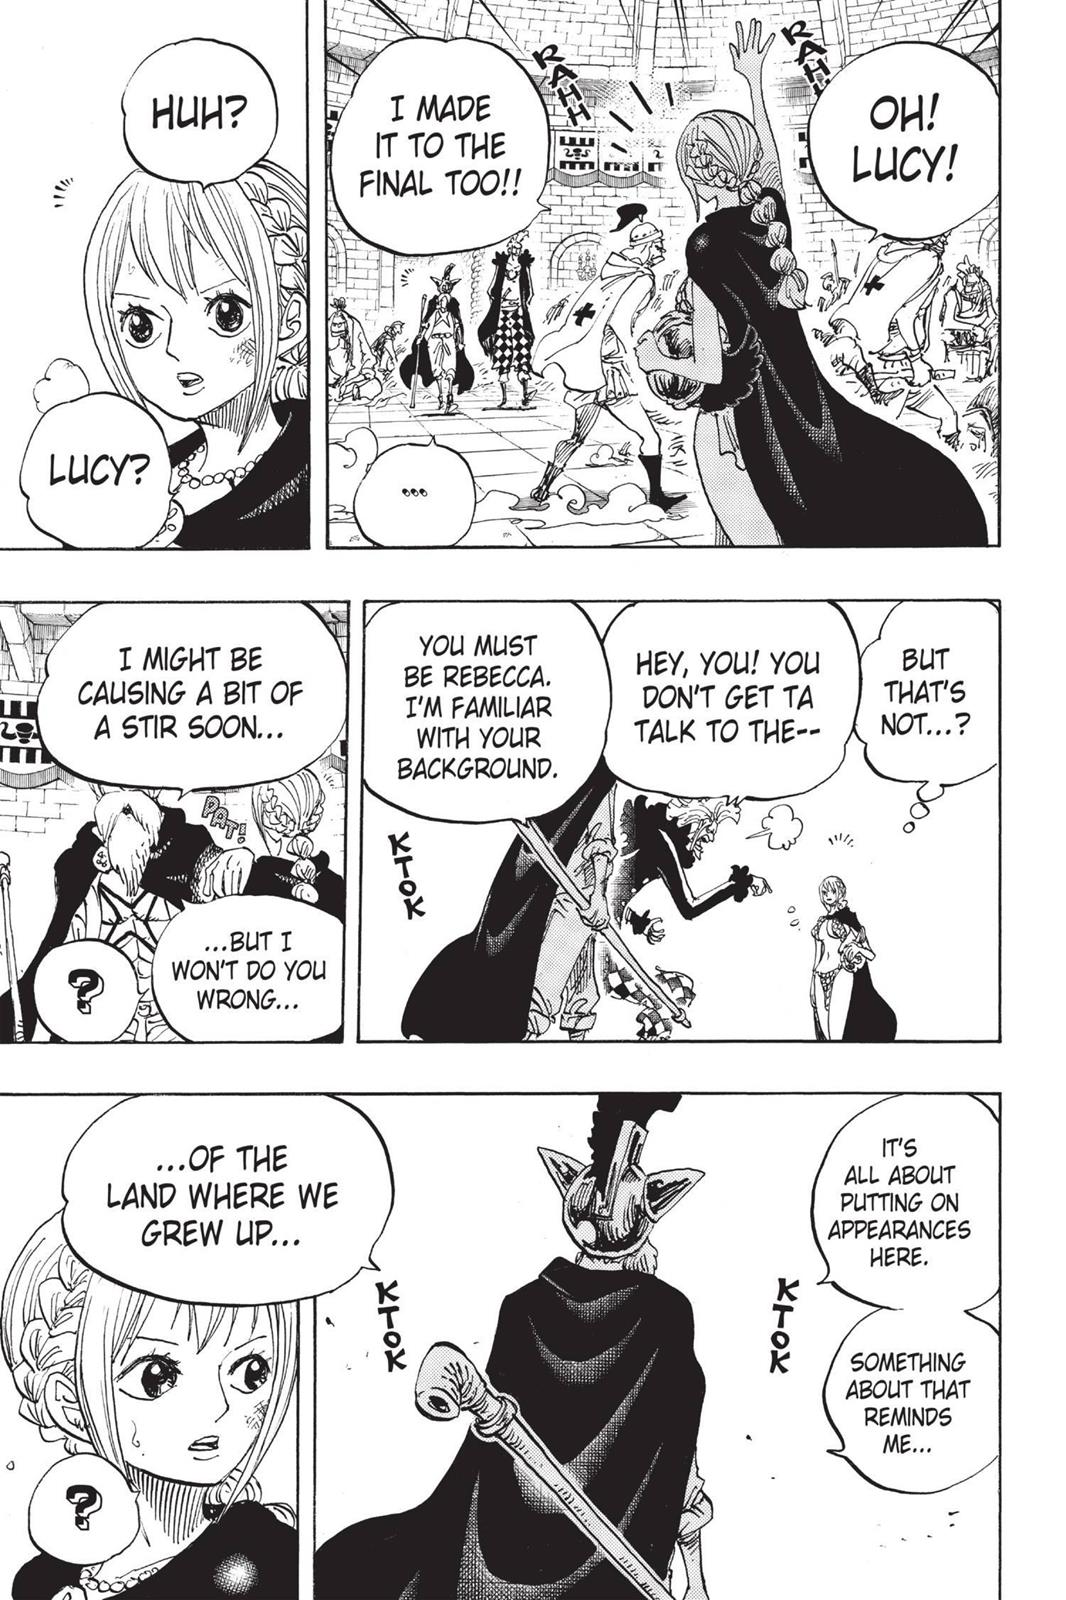 OH!
LUCY!
RAHH
RAHH
I MADE
IT TO THE
FINAL TOO!!
...
HUH?
LUCY?
BUT
THAT'S
NOT...?
HEY, YOU! YOU
DON'T GET TA
TALK TO THE--
YOU MUST
BE REBECCA.
I'M FAMILIAR
WITH YOUR
BACKGROUND.
KTOK
I MIGHT BE
CAUSING A BIT OF
A STIR SOON...
PAT!
...BUT I
WON'T DO YOU
WRONG...
?
IT'S
ALL ABOUT
PUTTING ON
APPEARANCES
HERE.
SOMETHING
ABOUT THAT
REMINDS
ME...
KTOK
KTOK
...OF THE
LAND WHERE WE
GREW UP...
?